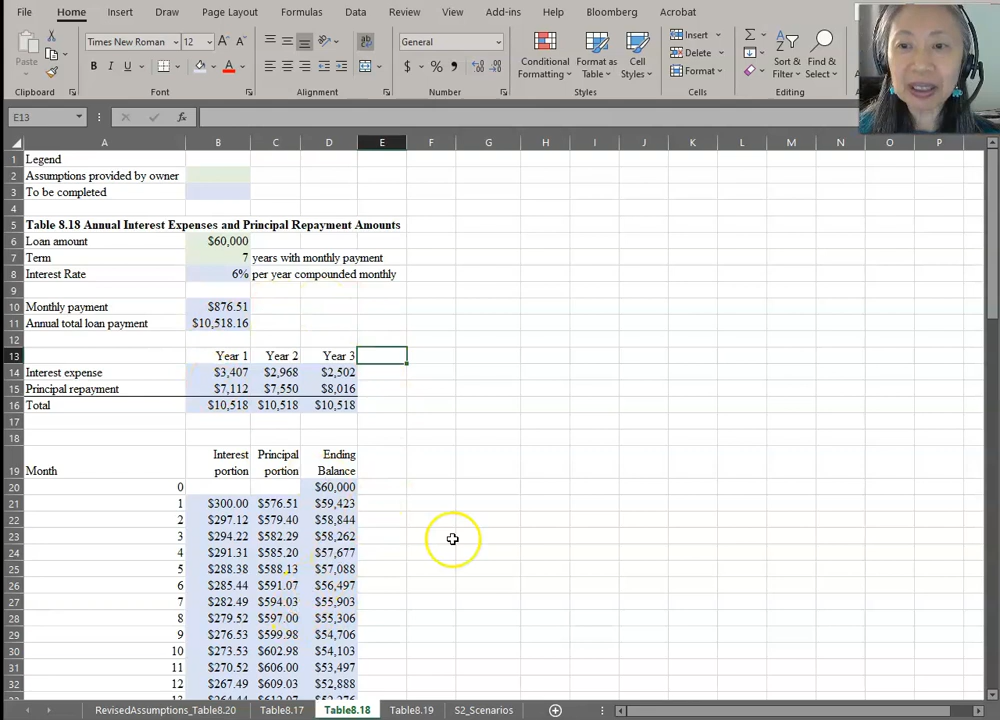 File Home Insert Draw Page Layout Formulas Data Review View Add-ins Help Bloomberg Acrobat
Paste
Times New Roman 12 A A
B I U A
General
$ % ,
Conditional Formatting
Format as Table
Cell Styles
Insert
Delete
Format
Sort & Filter
Find & Select
Clipboard Font Alignment Number Styles Cells Editing
E13 fx
A B C D E F G H I J K L M N O P
1 Legend
2 Assumptions provided by owner
3 To be completed
4
5 Table 8.18 Annual Interest Expenses and Principal Repayment Amounts
6 Loan amount $60,000
7 Term 7 years with monthly payment
8 Interest Rate 6% per year compounded monthly
9
10 Monthly payment $876.51
11 Annual total loan payment $10,518.16
12
13 Year 1 Year 2 Year 3
14 Interest expense $3,407 $2,968 $2,502
15 Principal repayment $7,112 $7,550 $8,016
16 Total $10,518 $10,518 $10,518
17
18
Interest Principal Ending
19 Month portion portion Balance
20 0 $60,000
21 1 $300.00 $576.51 $59,423
22 2 $297.12 $579.40 $58,844
23 3 $294.22 $582.29 $58,262
24 4 $291.31 $585.20 $57,677
25 5 $288.38 $588.13 $57,088
26 6 $285.44 $591.07 $56,497
27 7 $282.49 $594.03 $55,903
28 8 $279.52 $597.00 $55,306
29 9 $276.53 $599.98 $54,706
30 10 $273.53 $602.98 $54,103
31 11 $270.52 $606.00 $53,497
32 12 $267.49 $609.03 $52,888
RevisedAssumptions_Table8.20 Table8.17 Table8.18 Table8.19 S2_Scenarios